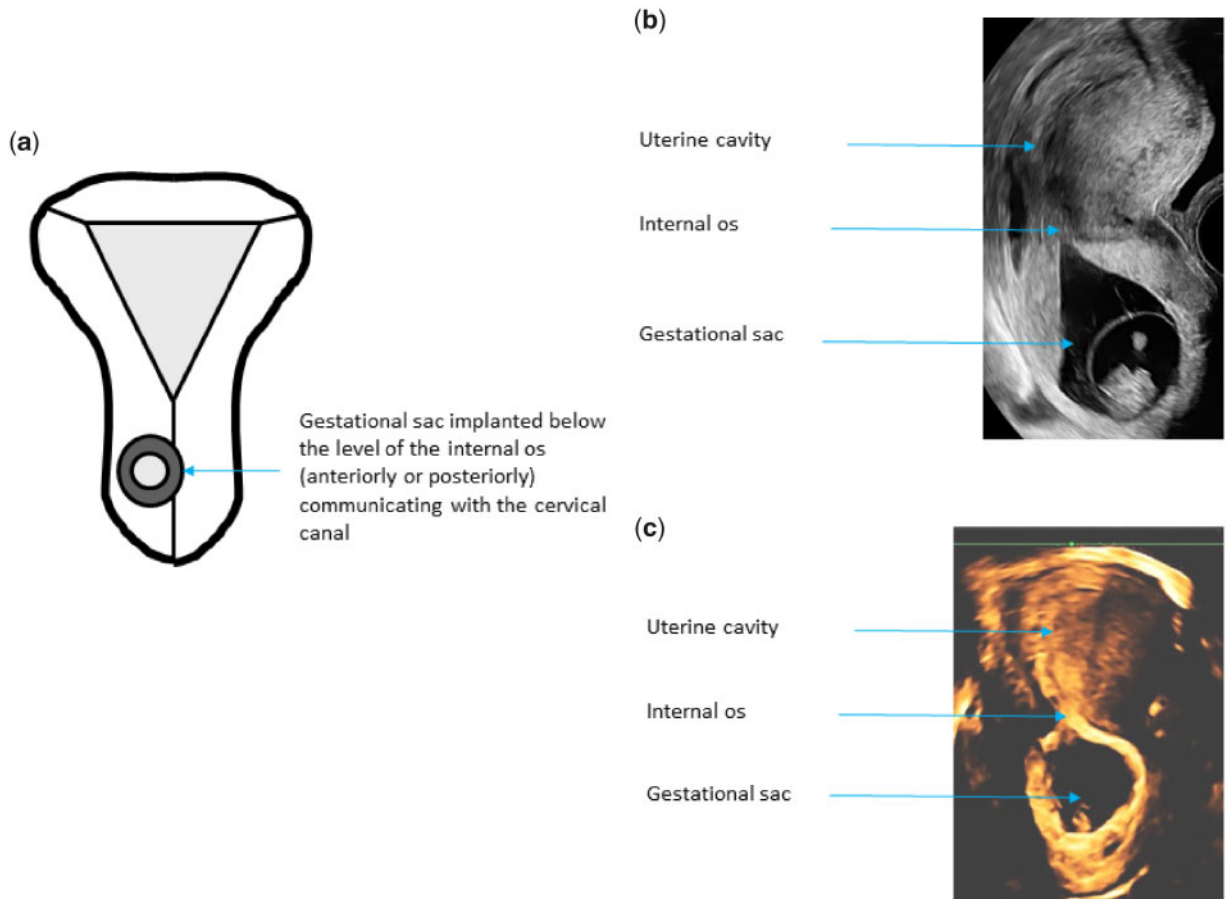 (a)
Gestational sac implanted below
the level of the internal os
(anteriorly or posteriorly)
communicating with the cervical
canal
(b)
Uterine cavity
Internal os
Gestational sac
(c)
Uterine cavity
Internal os
Gestational sac